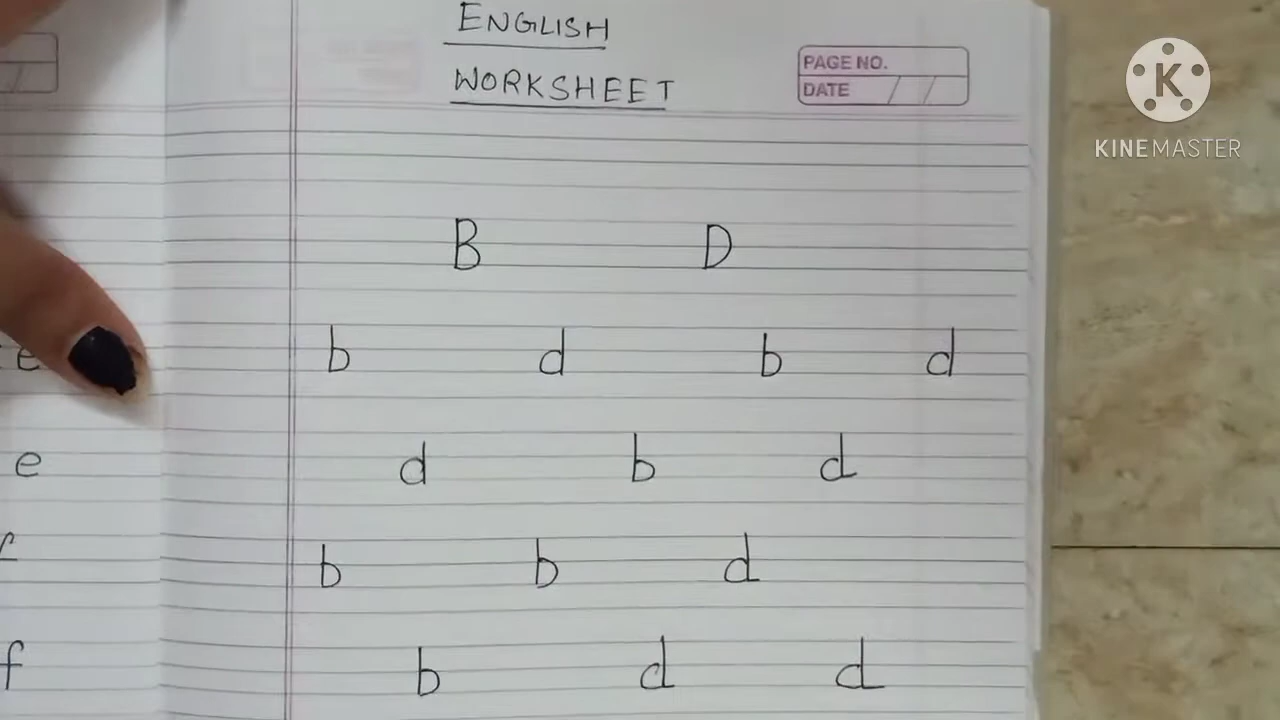 ENGLISH
WORKSHEET
PAGE NO.
DATE / /
K
KINEMASTER
B D
b d b d
e
d b d
e
b b d
f
b d d
f